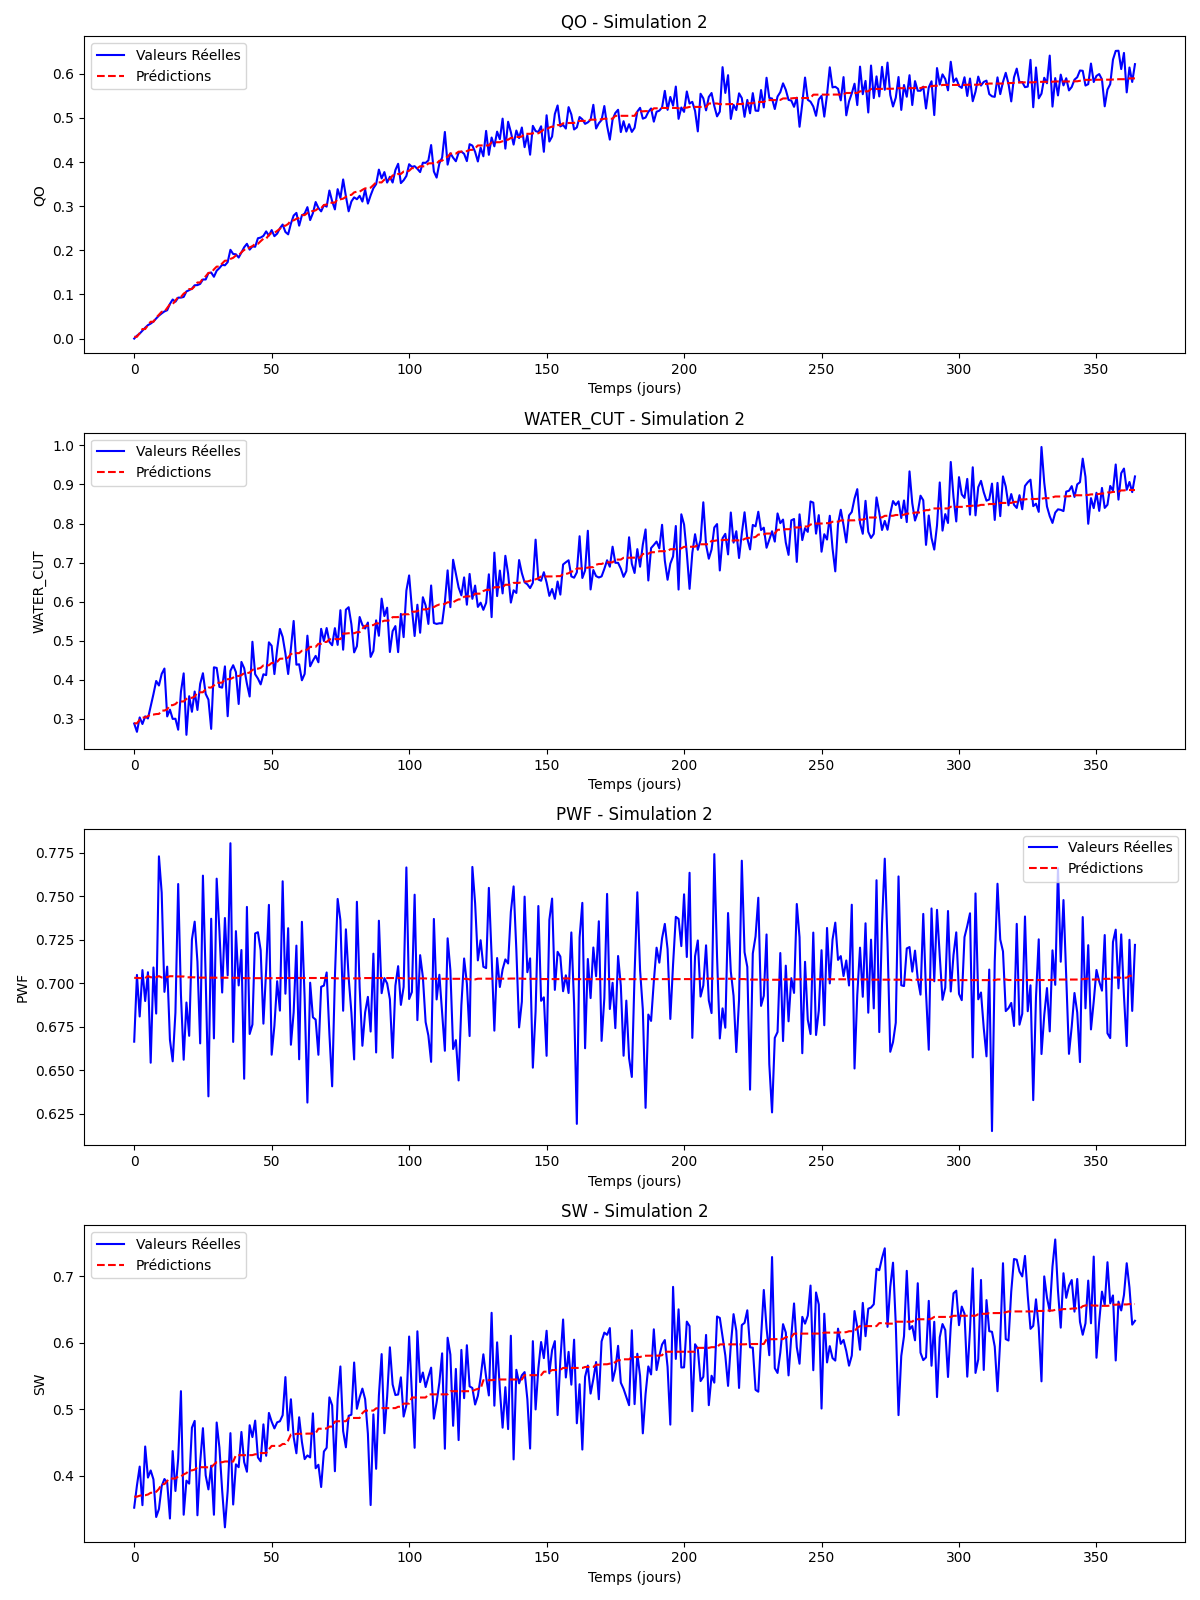 QO - Simulation 2
Valeurs Réelles
Prédictions
QO
0.6
0.5
0.4
0.3
0.2
0.1
0.0
0 50 100 150 200 250 300 350
Temps (jours)
WATER_CUT - Simulation 2
Valeurs Réelles
Prédictions
WATER_CUT
1.0
0.9
0.8
0.7
0.6
0.5
0.4
0.3
0 50 100 150 200 250 300 350
Temps (jours)
PWF - Simulation 2
Valeurs Réelles
Prédictions
PWF
0.775
0.750
0.725
0.700
0.675
0.650
0.625
0 50 100 150 200 250 300 350
Temps (jours)
SW - Simulation 2
Valeurs Réelles
Prédictions
SW
0.7
0.6
0.5
0.4
0 50 100 150 200 250 300 350
Temps (jours)